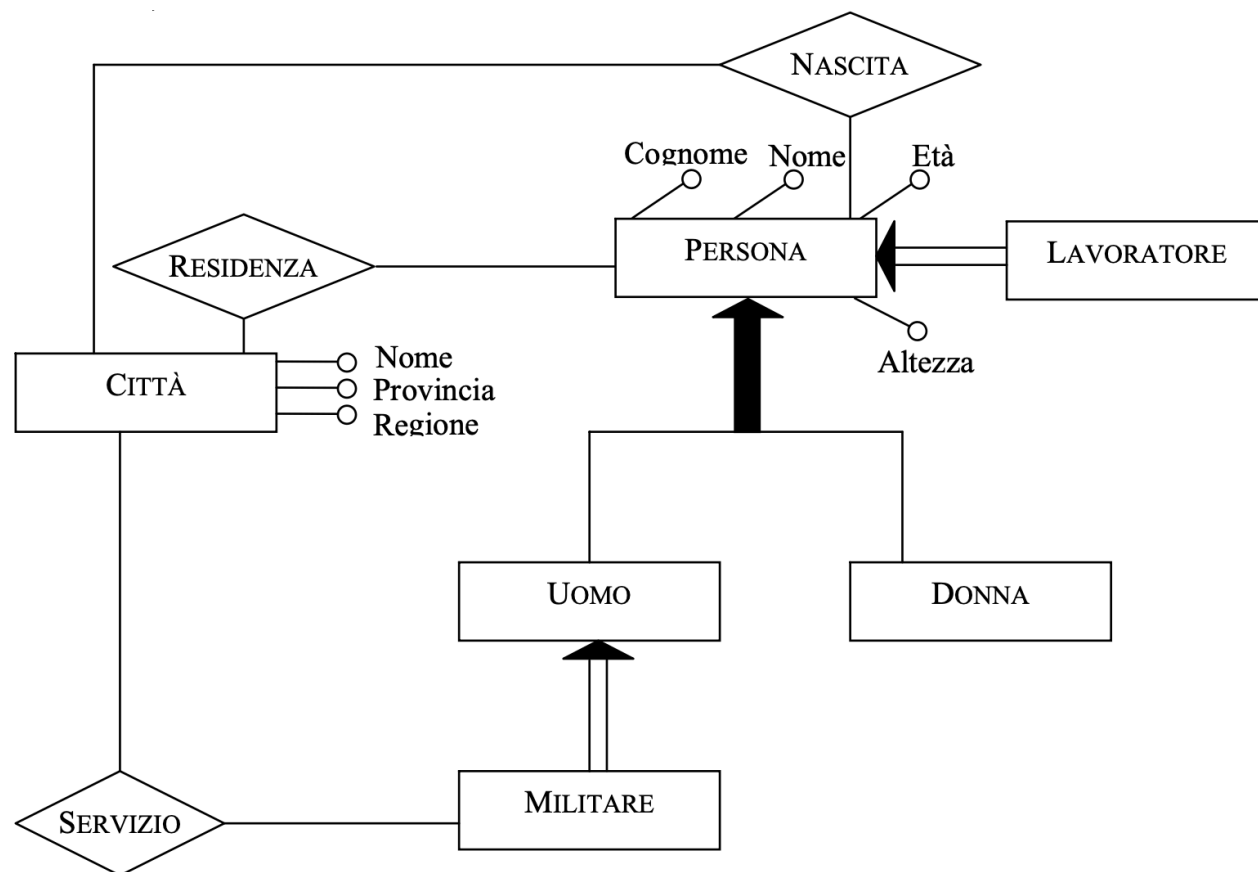 NASCITA
Cognome
Nome
Età
RESIDENZA
PERSONA
LAVORATORE
Altezza
CITTÀ
Nome
Provincia
Regione
UOMO
DONNA
SERVIZIO
MILITARE